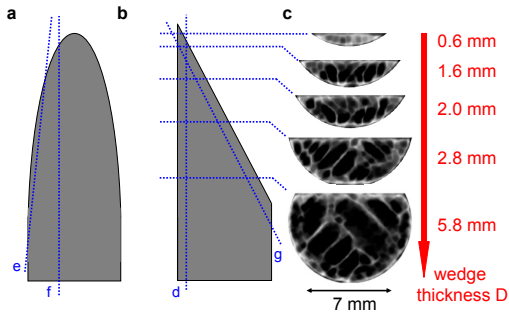 a
b
c
0.6 mm
1.6 mm
2.0 mm
2.8 mm
5.8 mm
e
f
d
g
7 mm
wedge
thickness D